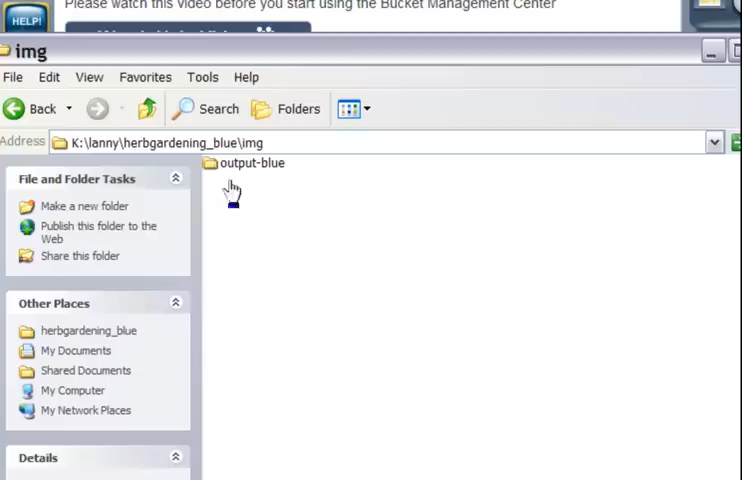 HELP!
Please watch this video before you start using the Bucket Management Center
img
File Edit View Favorites Tools Help
Back Search Folders
Address K:\lanny\herbgardening_blue\img
output-blue
File and Folder Tasks
Make a new folder
Publish this folder to the
Web
Share this folder
Other Places
herbgardening_blue
My Documents
Shared Documents
My Computer
My Network Places
Details